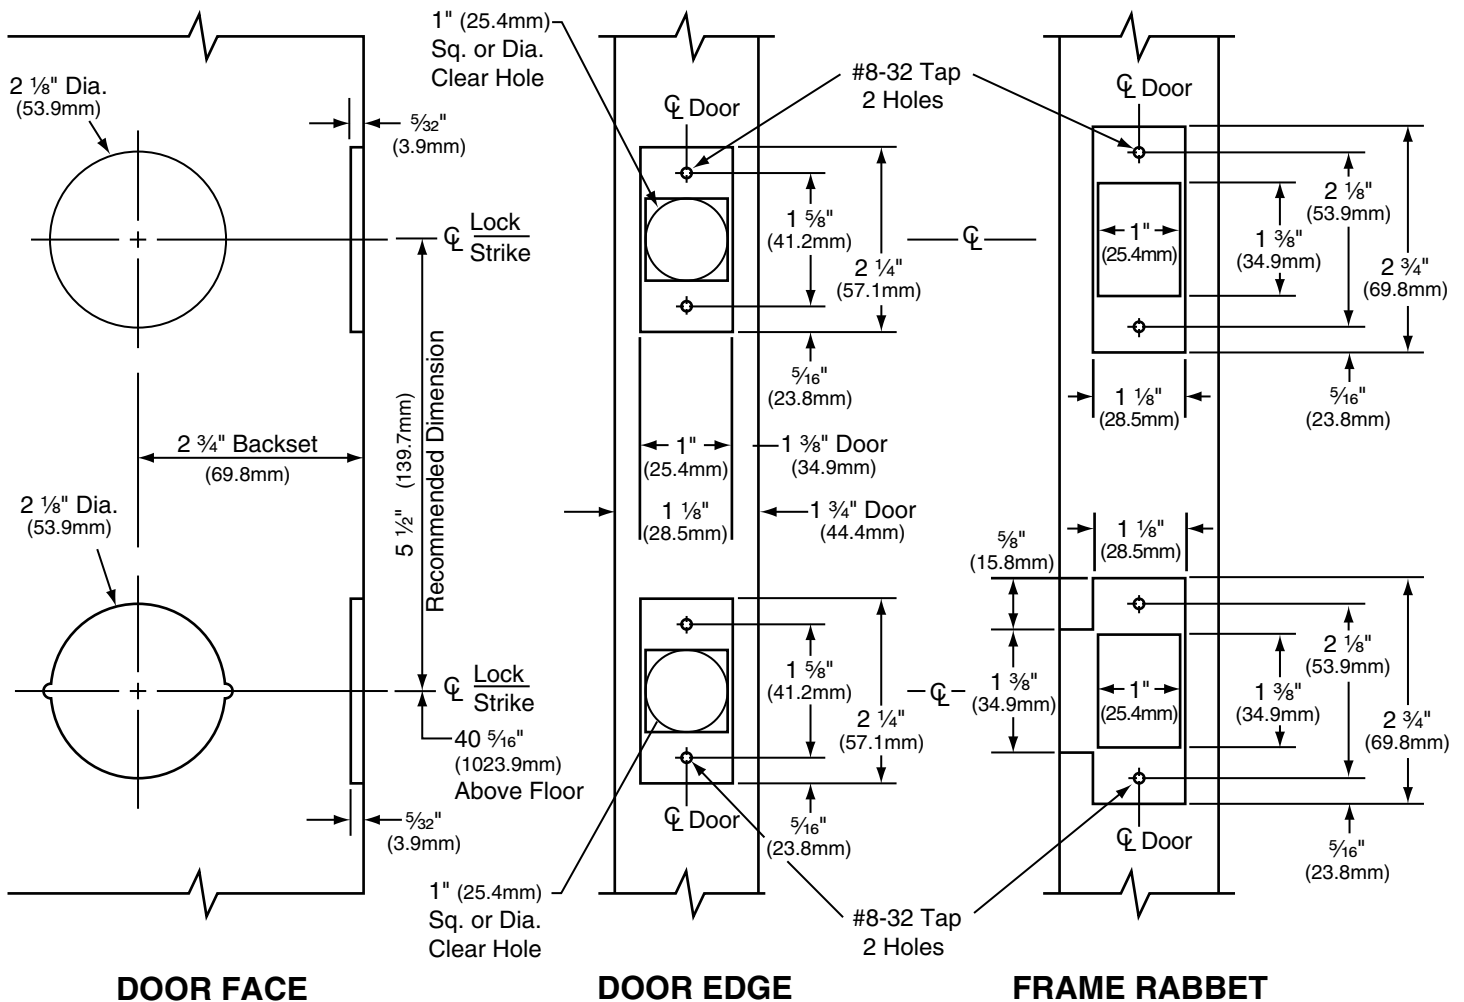 2 ⅛" Dia.
(53.9mm)
5⁄32"
(3.9mm)
℄ Lock
Strike
5 ½" (139.7mm)
Recommended Dimension
2 ¾" Backset
(69.8mm)
2 ⅛" Dia.
(53.9mm)
℄ Lock
Strike
40 5⁄16"
(1023.9mm)
Above Floor
5⁄32"
(3.9mm)
DOOR FACE
1" (25.4mm)
Sq. or Dia.
Clear Hole
℄ Door
#8-32 Tap
2 Holes
1 ⅝"
(41.2mm)
2 ¼"
(57.1mm)
5⁄16"
(23.8mm)
1"
(25.4mm)
1 ⅜" Door
(34.9mm)
1 ⅛"
(28.5mm)
1 ¾" Door
(44.4mm)
1 ⅝"
(41.2mm)
2 ¼"
(57.1mm)
℄ Door
5⁄16"
(23.8mm)
1" (25.4mm)
Sq. or Dia.
Clear Hole
#8-32 Tap
2 Holes
DOOR EDGE
℄ Door
℄
1"
(25.4mm)
2 ⅛"
(53.9mm)
1 ⅜"
(34.9mm)
2 ¾"
(69.8mm)
1 ⅛"
(28.5mm)
5⁄16"
(23.8mm)
⅝"
(15.8mm)
1 ⅛"
(28.5mm)
℄
1 ⅜"
(34.9mm)
1"
(25.4mm)
2 ⅛"
(53.9mm)
1 ⅜"
(34.9mm)
2 ¾"
(69.8mm)
℄ Door
5⁄16"
(23.8mm)
FRAME RABBET